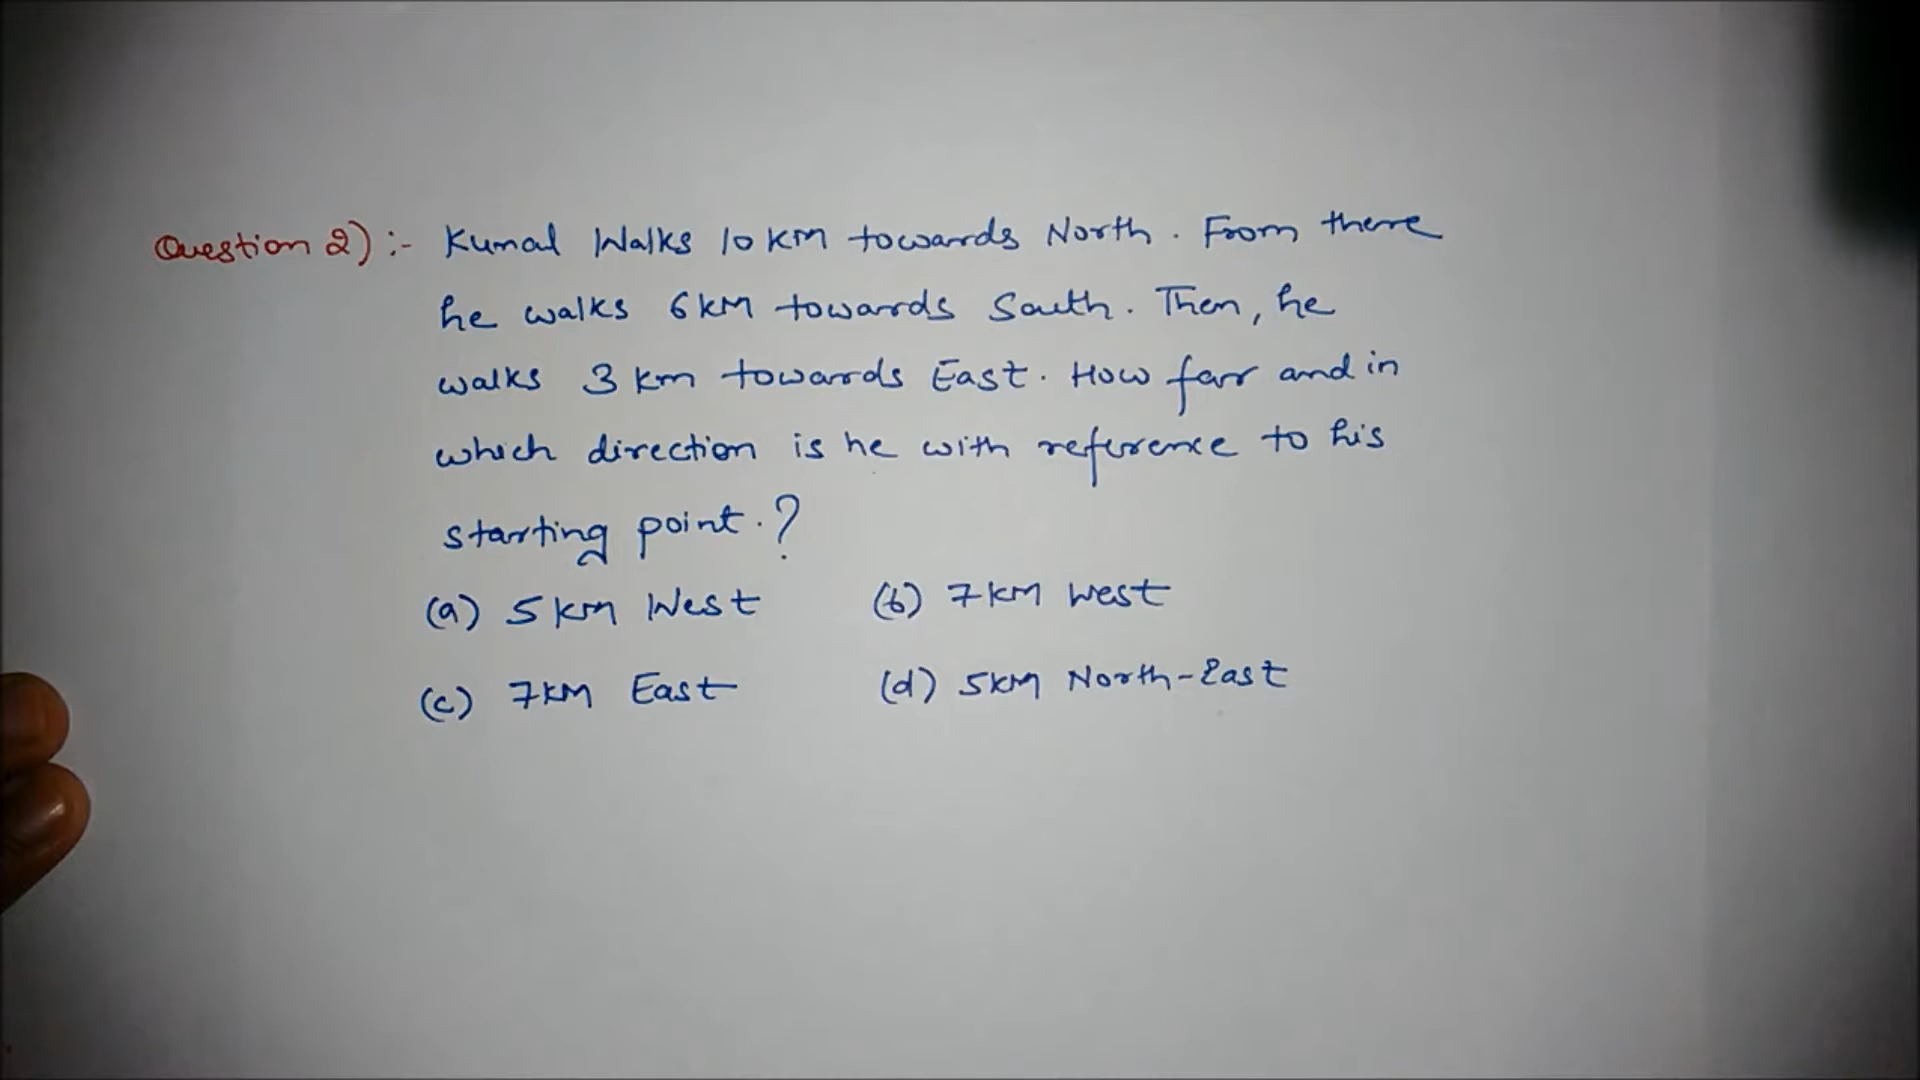 Question 2) :- Kumal Walks 10 KM towards North. From there
he walks 6 KM towards South. Then, he
walks 3 km towards East. How far and in
which direction is he with reference to his
starting point.?
(a) 5 km West (b) 7 KM west
(c) 7 KM East (d) 5 KM North-East